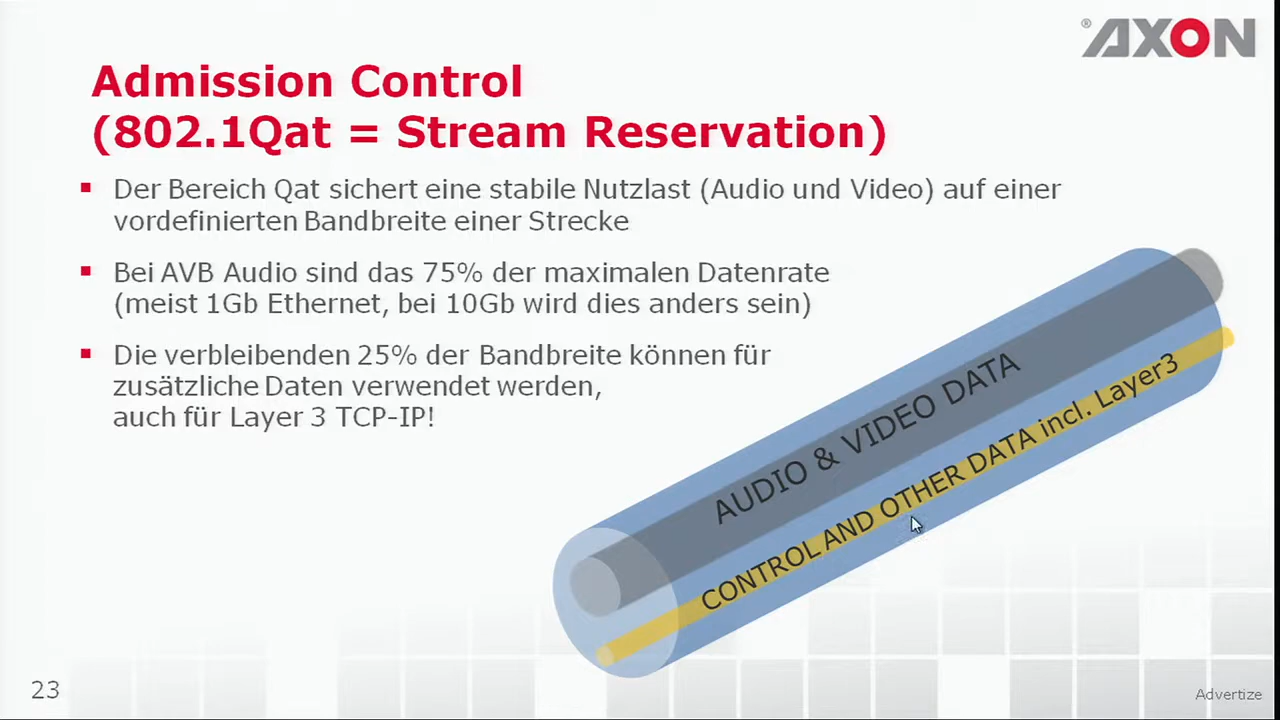 ®AXON
Admission Control
(802.1Qat = Stream Reservation)
Der Bereich Qat sichert eine stabile Nutzlast (Audio und Video) auf einer
vordefinierten Bandbreite einer Strecke
Bei AVB Audio sind das 75% der maximalen Datenrate
(meist 1Gb Ethernet, bei 10Gb wird dies anders sein)
Die verbleibenden 25% der Bandbreite können für
zusätzliche Daten verwendet werden,
auch für Layer 3 TCP-IP!
AUDIO & VIDEO DATA
CONTROL AND OTHER DATA incl. Layer3
23
Advertize